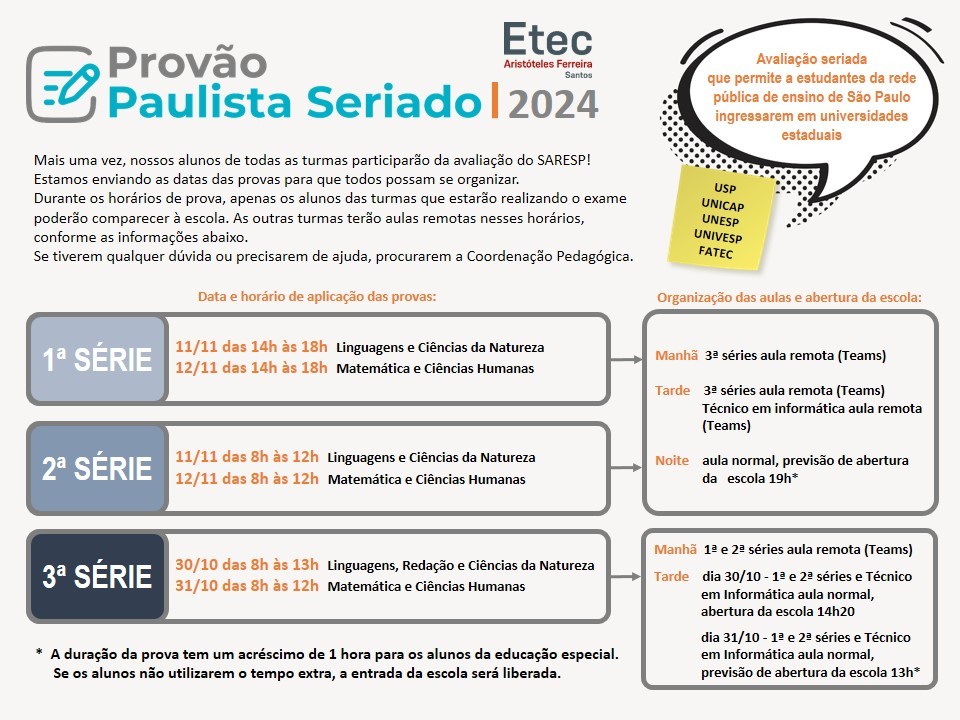 Provão
Paulista Seriado
2024
Etec
Aristóteles Ferreira
Santos
Avaliação seriada
que permite a estudantes da rede
pública de ensino de São Paulo
ingressarem em universidades
estaduais
USP
UNICAP
UNESP
UNIVESP
FATEC
Mais uma vez, nossos alunos de todas as turmas participarão da avaliação do SARESP!
Estamos enviando as datas das provas para que todos possam se organizar.
Durante os horários de prova, apenas os alunos das turmas que estarão realizando o exame
poderão comparecer à escola. As outras turmas terão aulas remotas nesses horários,
conforme as informações abaixo.
Se tiverem qualquer dúvida ou precisarem de ajuda, procurarem a Coordenação Pedagógica.
Data e horário de aplicação das provas:
1ª SÉRIE
11/11 das 14h às 18h Linguagens e Ciências da Natureza
12/11 das 14h às 18h Matemática e Ciências Humanas
2ª SÉRIE
11/11 das 8h às 12h Linguagens e Ciências da Natureza
12/11 das 8h às 12h Matemática e Ciências Humanas
3ª SÉRIE
30/10 das 8h às 13h Linguagens, Redação e Ciências da Natureza
31/10 das 8h às 12h Matemática e Ciências Humanas
Organização das aulas e abertura da escola:
Manhã 3ª séries aula remota (Teams)
Tarde 3ª séries aula remota (Teams)
Técnico em informática aula remota
(Teams)
Noite aula normal, previsão de abertura
da escola 19h*
Manhã 1ª e 2ª séries aula remota (Teams)
Tarde dia 30/10 - 1ª e 2ª séries e Técnico
em Informática aula normal,
abertura da escola 14h20
dia 31/10 - 1ª e 2ª séries e Técnico
em Informática aula normal,
previsão de abertura da escola 13h*
* A duração da prova tem um acréscimo de 1 hora para os alunos da educação especial.
Se os alunos não utilizarem o tempo extra, a entrada da escola será liberada.